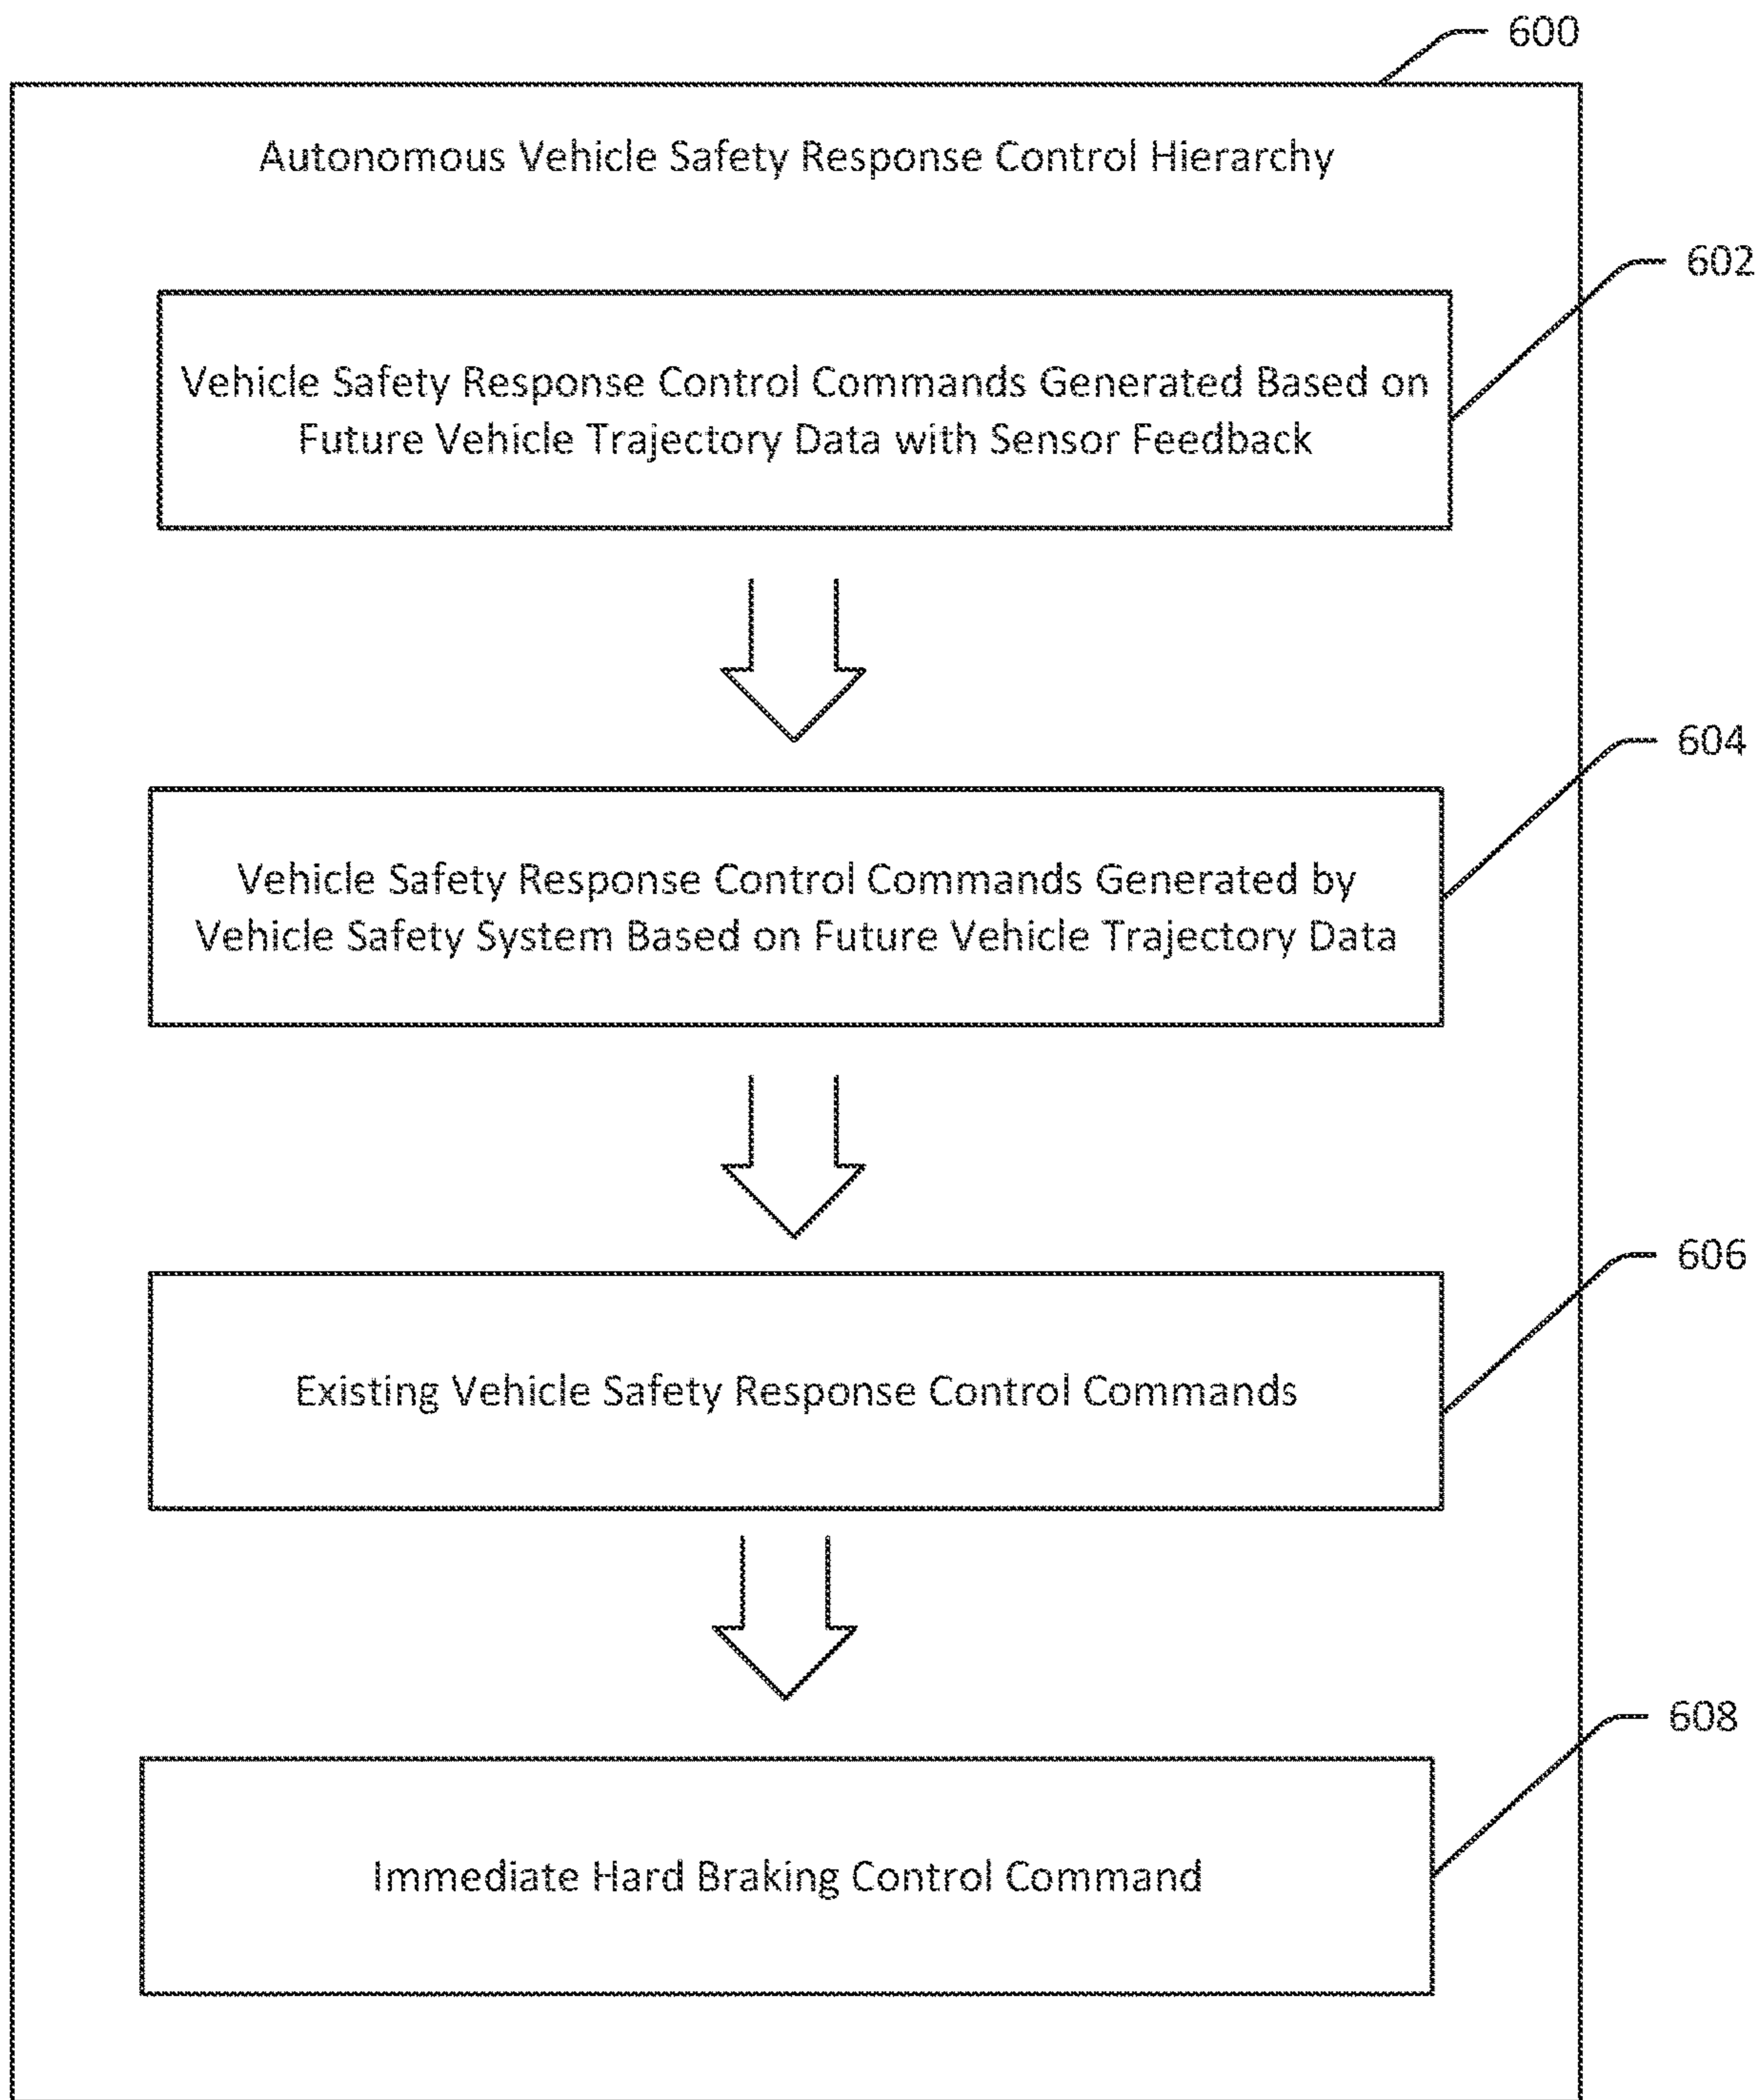 600
Autonomous Vehicle Safety Response Control Hierarchy
602
Vehicle Safety Response Control Commands Generated Based on
Future Vehicle Trajectory Data with Sensor Feedback
604
Vehicle Safety Response Control Commands Generated by
Vehicle Safety System Based on Future Vehicle Trajectory Data
606
Existing Vehicle Safety Response Control Commands
608
Immediate Hard Braking Control Command